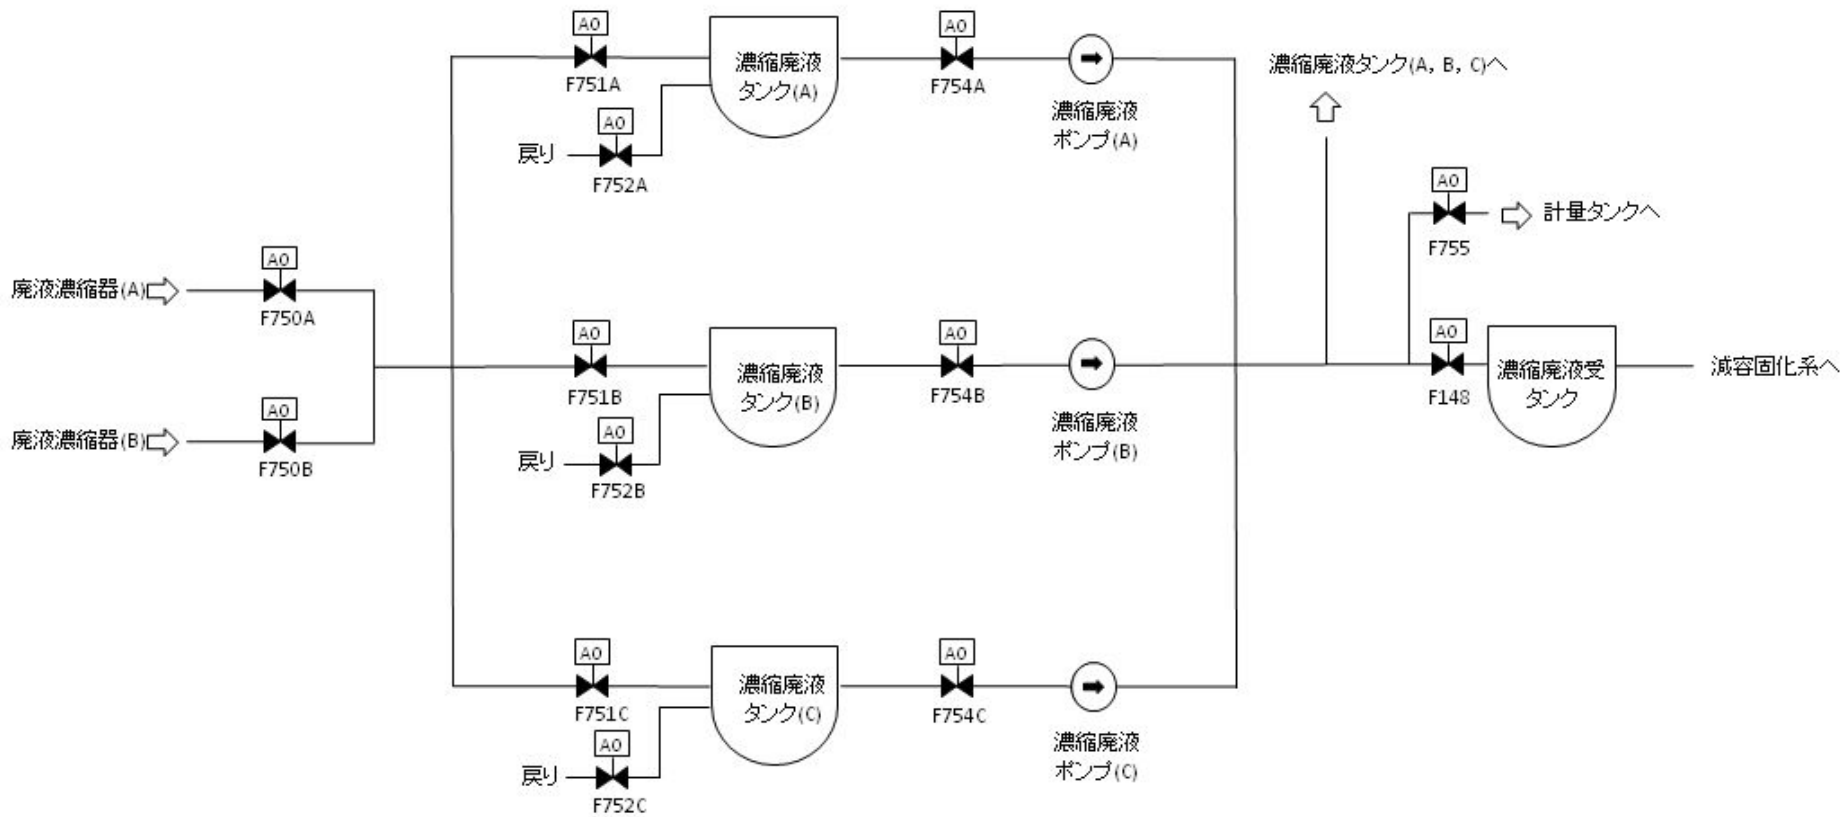 AO
F751A
AO
F752A
戻り
濃縮廃液
タンク(A)
AO
F754A
濃縮廃液
ポンプ(A)
濃縮廃液タンク(A, B, C)へ
AO
F755
計量タンクへ
廃液濃縮器(A)
AO
F750A
廃液濃縮器(B)
AO
F750B
AO
F751B
AO
F752B
戻り
濃縮廃液
タンク(B)
AO
F754B
濃縮廃液
ポンプ(B)
AO
F148
濃縮廃液受
タンク
減容固化系へ
AO
F751C
AO
F752C
戻り
濃縮廃液
タンク(C)
AO
F754C
濃縮廃液
ポンプ(C)